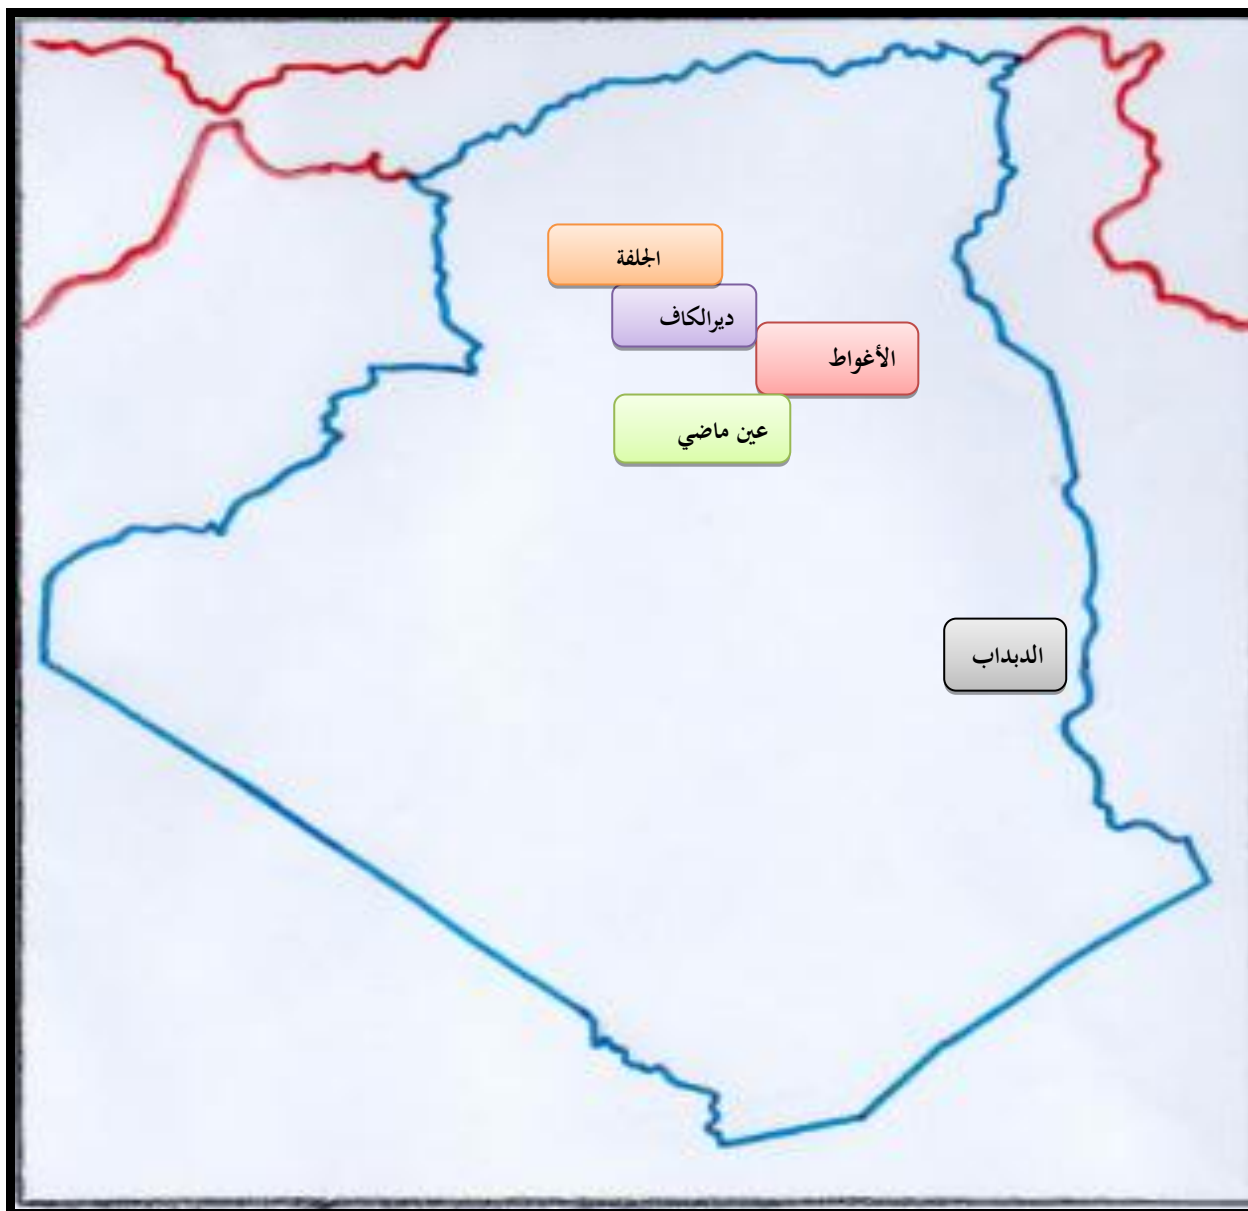 الجلفة
ديرالكاف
الأغواط
عين ماضي
الدبداب